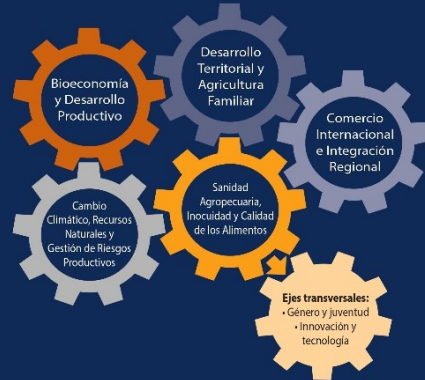 Bioeconomía
y Desarrollo
Productivo
Desarrollo
Territorial y
Agricultura
Familiar
Comercio
Internacional
e Integración
Regional
Cambio
Climático, Recursos
Naturales y
Gestión de Riesgos
Productivos
Sanidad
Agropecuaria,
Inocuidad y Calidad
de los Alimentos
Ejes transversales:
• Género y juventud
• Innovación y
tecnología